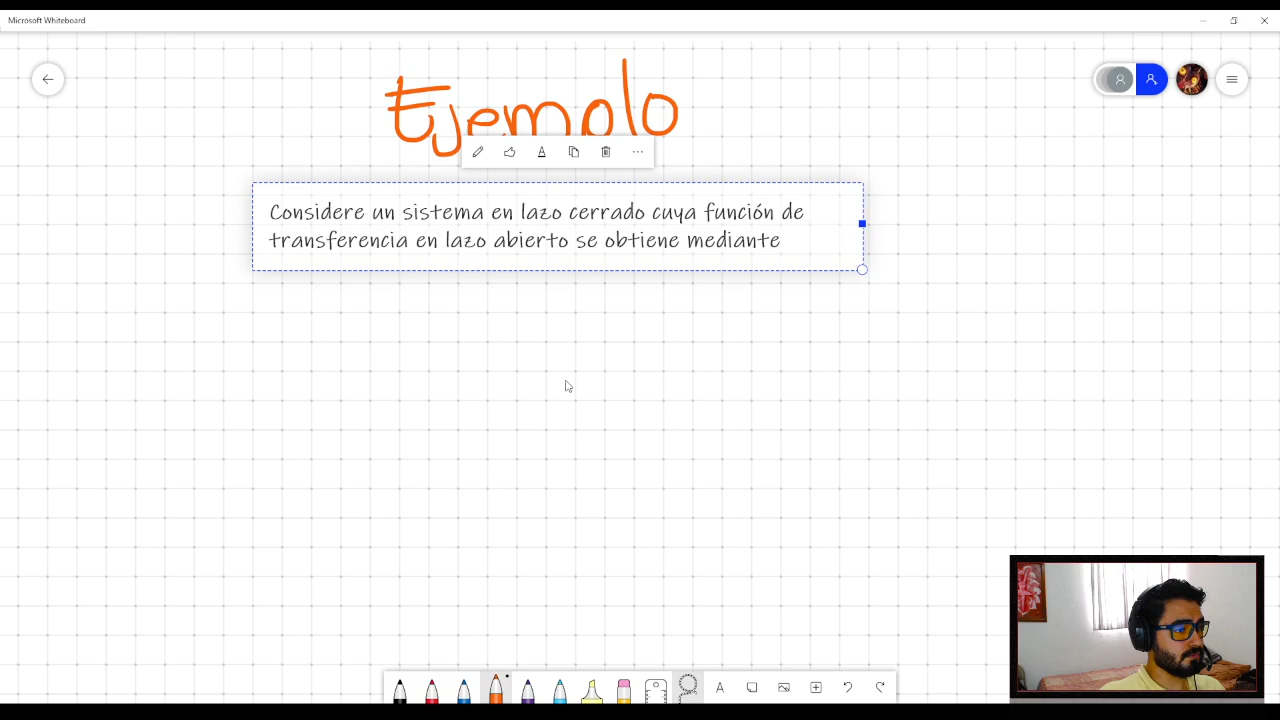 Microsoft Whiteboard
Ejemplo
Considere un sistema en lazo cerrado cuya función de
transferencia en lazo abierto se obtiene mediante